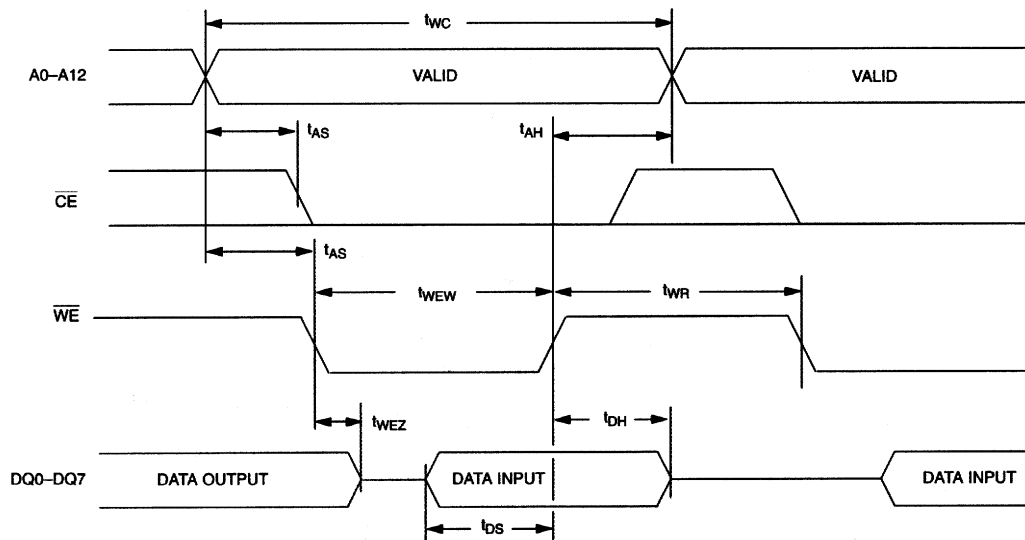 tWC
A0–A12 VALID VALID
tAS tAH
CE
tAS
tWEW tWR
WE
tWEZ tDH
DQ0–DQ7 DATA OUTPUT DATA INPUT DATA INPUT
tDS